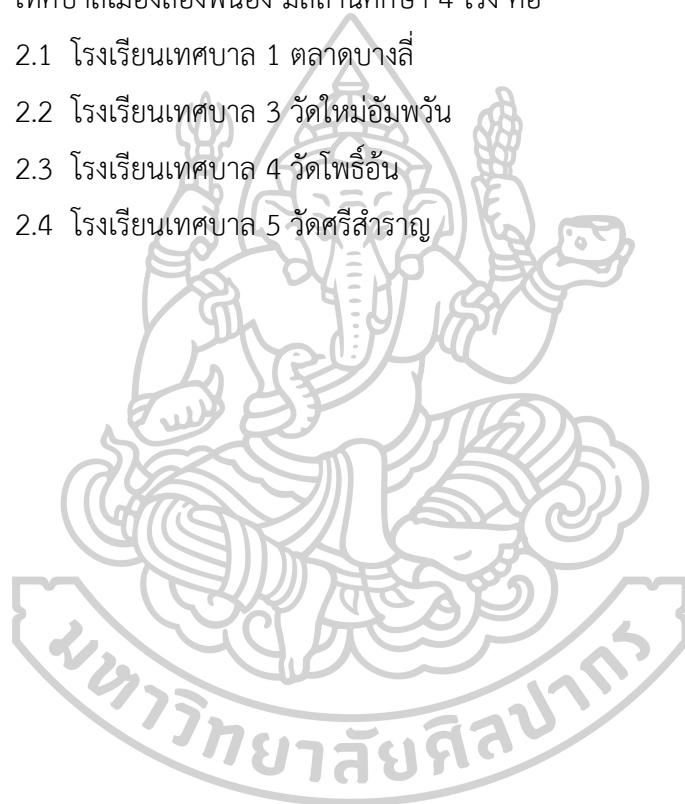 เทศบาลเมืองสองพี่น้อง มีสถานศึกษา 4 โรง คือ
2.1 โรงเรียนเทศบาล 1 ตลาดบางลี่
2.2 โรงเรียนเทศบาล 3 วัดใหม่อัมพวัน
2.3 โรงเรียนเทศบาล 4 วัดโพธิ์อ้น
2.4 โรงเรียนเทศบาล 5 วัดศรีสำราญ
มหาวิทยาลัยศิลปากร